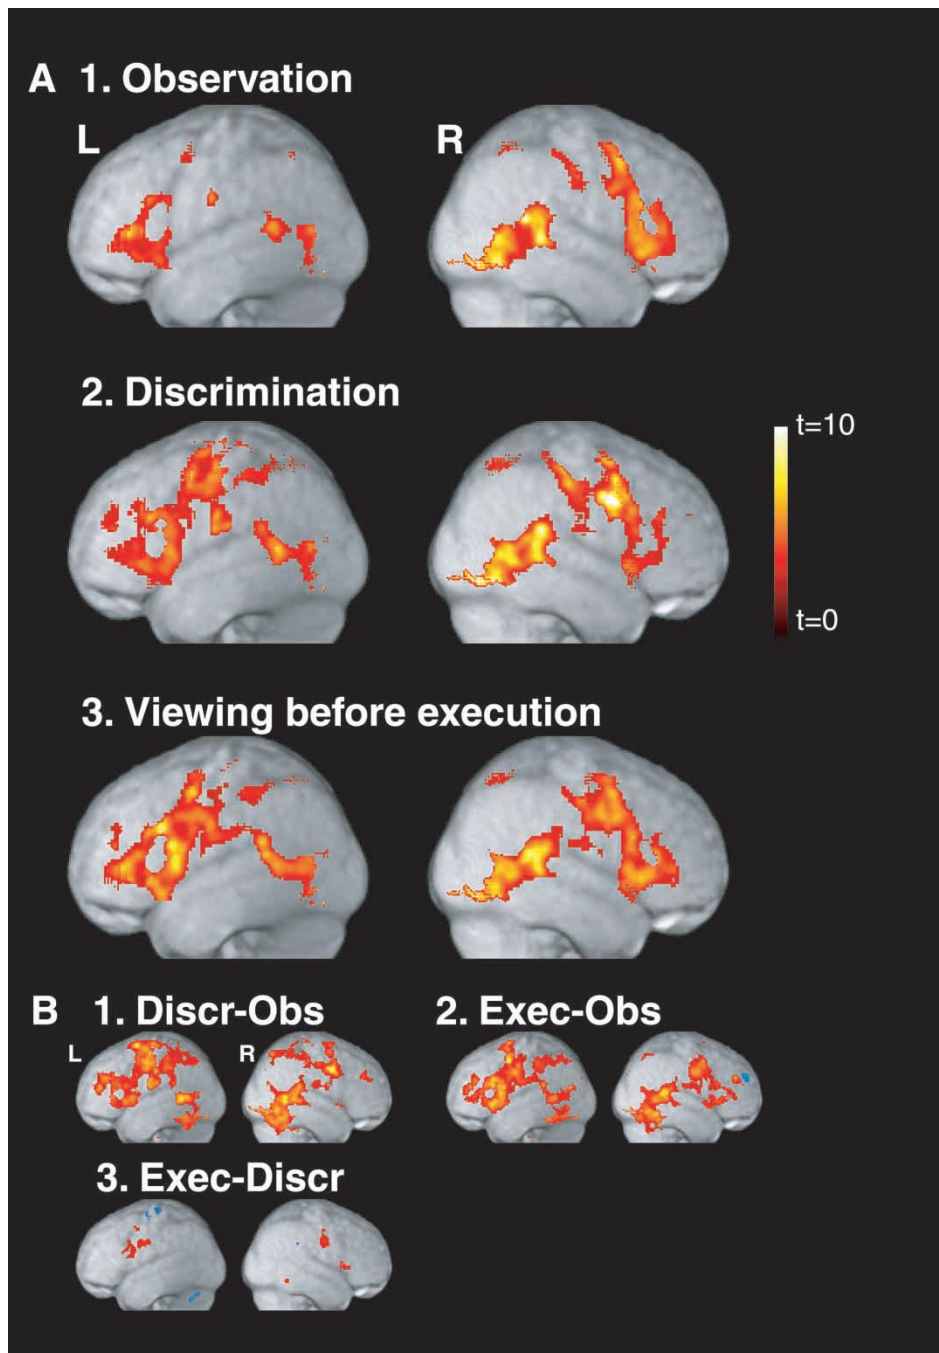 A 1. Observation
L R
2. Discrimination
t=10
t=0
3. Viewing before execution
B 1. Discr-Obs 2. Exec-Obs
L R
3. Exec-Discr